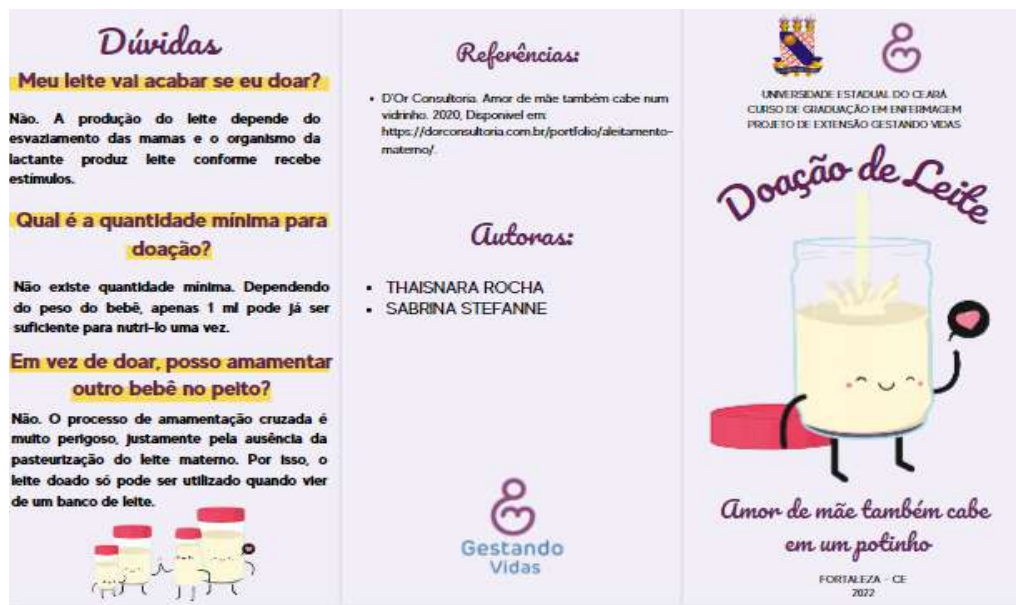 Dúvidas
Meu leite vai acabar se eu doar?
Não. A produção do leite depende do
esvaziamento das mamas e o organismo da
lactante produz leite conforme recebe
estímulos.
Qual é a quantidade mínima para
doação?
Não existe quantidade mínima. Dependendo
do peso do bebê, apenas 1 ml pode já ser
suficiente para nutri-lo uma vez.
Em vez de doar, posso amamentar
outro bebê no peito?
Não. O processo de amamentação cruzada é
muito perigoso, justamente pela ausência da
pasteurização do leite materno. Por isso, o
leite doado só pode ser utilizado quando vier
de um banco de leite.
Referências:
• D'Or Consultoria. Amor de mãe também cabe num
vidrinho. 2020, Disponível em:
https://dorconsultoria.com.br/portfolio/aleitamento-
materno/.
Autoras:
• THAISNARA ROCHA
• SABRINA STEFANNE
Gestando
Vidas
UNIVERSIDADE ESTADUAL DO CEARÁ
CURSO DE GRADUAÇÃO EM ENFERMAGEM
PROJETO DE EXTENSÃO GESTANDO VIDAS
Doação de Leite
Amor de mãe também cabe
em um potinho
FORTALEZA - CE
2022